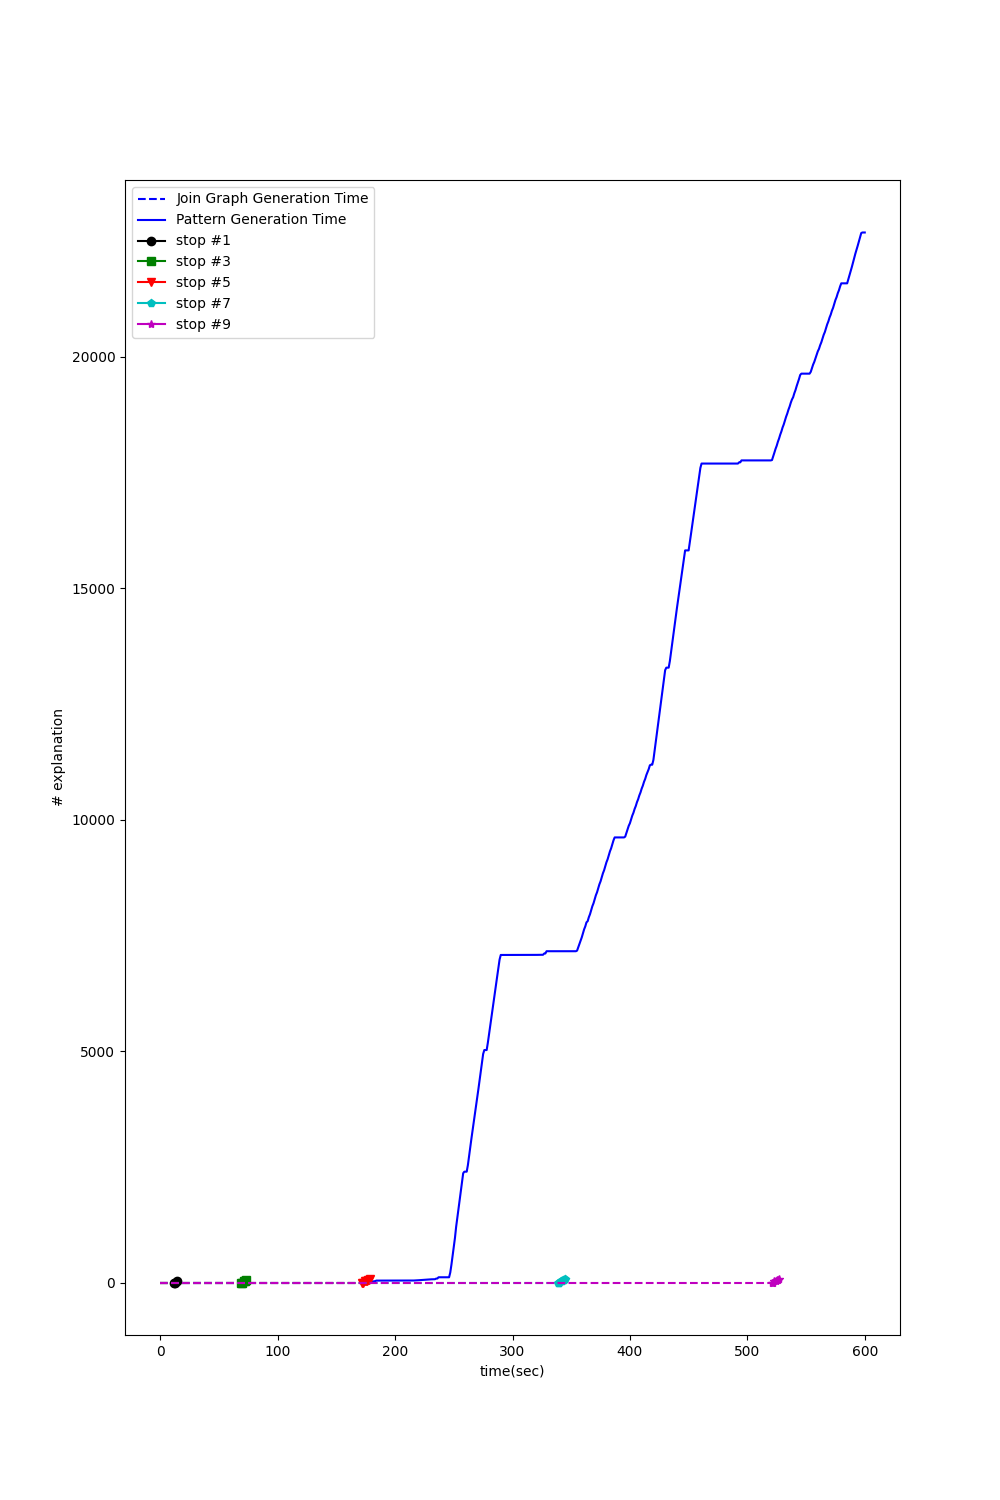 Join Graph Generation Time
Pattern Generation Time
stop #1
stop #3
stop #5
stop #7
stop #9
20000
15000
10000
5000
0
# explanation
0 100 200 300 400 500 600
time(sec)